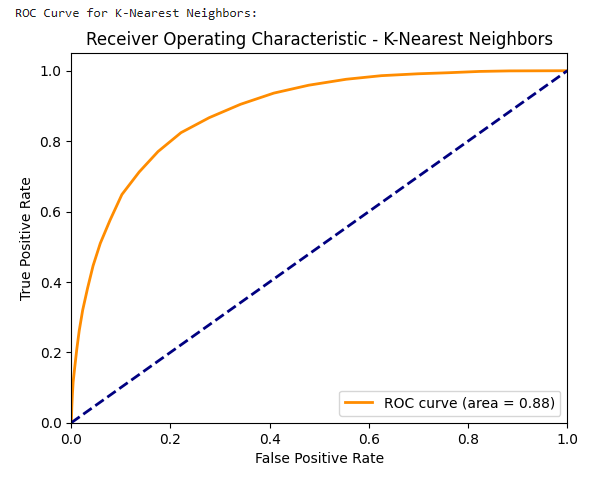 ROC Curve for K-Nearest Neighbors:
Receiver Operating Characteristic - K-Nearest Neighbors
1.0
0.8
0.6
0.4
0.2
0.0
True Positive Rate
ROC curve (area = 0.88)
0.0 0.2 0.4 0.6 0.8 1.0
False Positive Rate